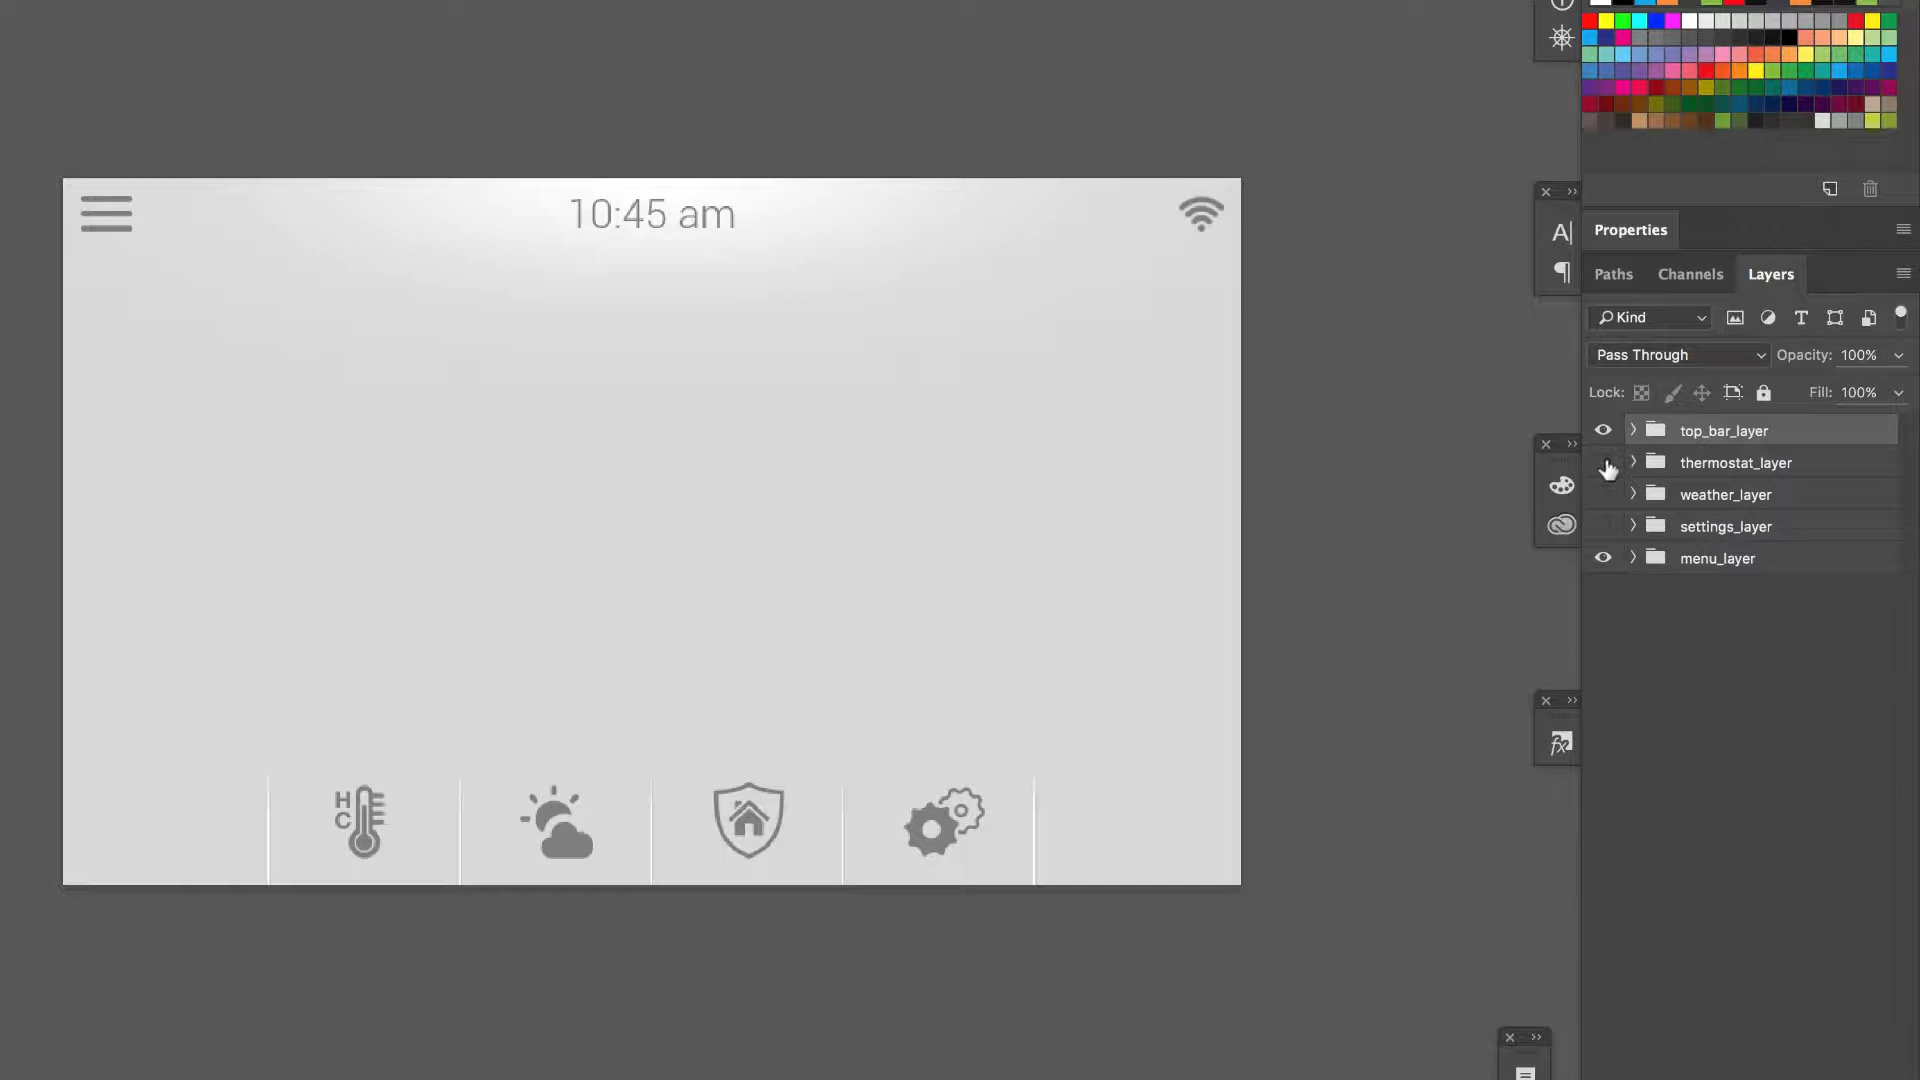 10:45 am
H
C
A
Properties
Paths Channels Layers
Kind
Pass Through Opacity: 100%
Lock: Fill: 100%
top_bar_layer
thermostat_layer
weather_layer
settings_layer
menu_layer
fx